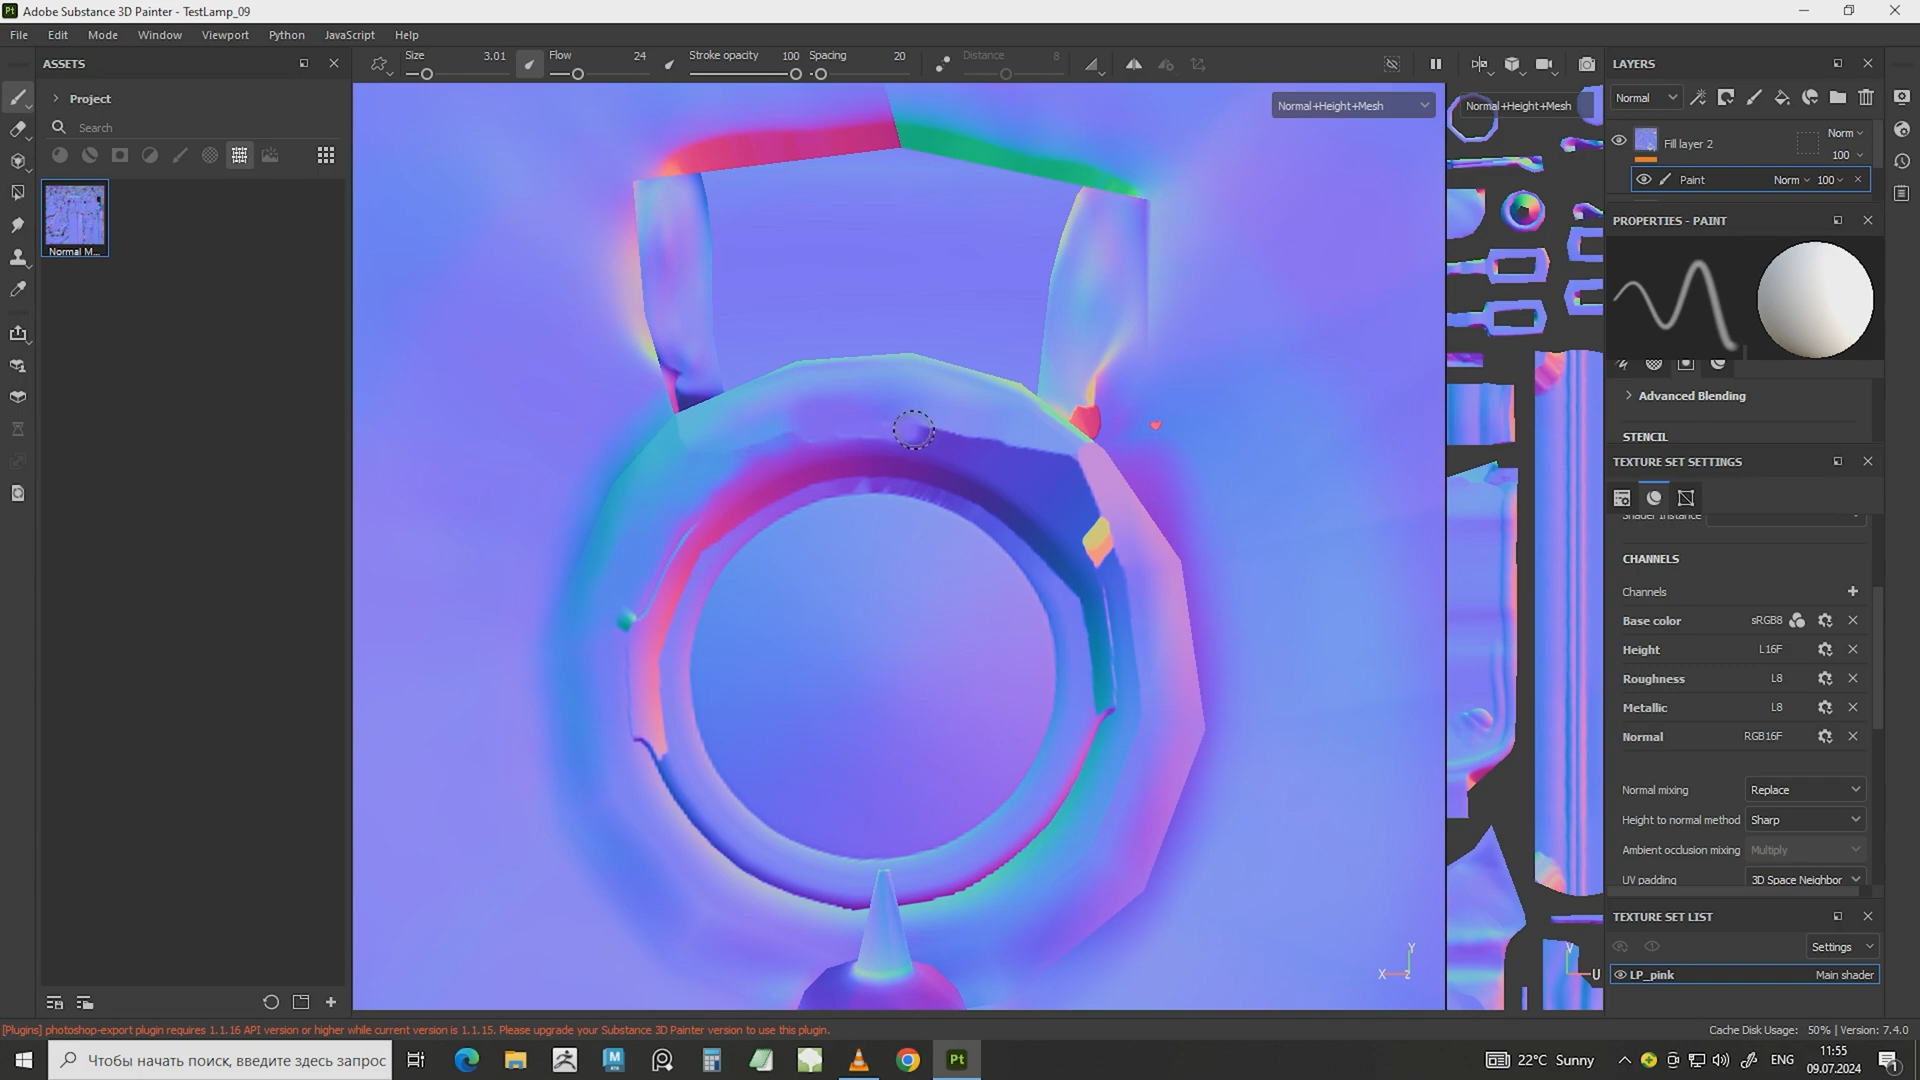 Adobe Substance 3D Painter - TestLamp_09
File Edit Mode Window Viewport Python JavaScript Help
ASSETS
Project
Search
Normal M...
Size 3.01 Flow 24 Stroke opacity 100 Spacing 20 Distance 8
Normal+Height+Mesh
Normal+Height+Mesh
Y
X Z
V
U
LAYERS
Normal
Fill layer 2 Norm
100
Paint Norm 100
PROPERTIES - PAINT
Advanced Blending
STENCIL
TEXTURE SET SETTINGS
Shader Instance
CHANNELS
Channels
Base color sRGB8
Height L16F
Roughness L8
Metallic L8
Normal RGB16F
Normal mixing Replace
Height to normal method Sharp
Ambient occlusion mixing Multiply
UV padding 3D Space Neighbor
TEXTURE SET LIST
Settings
LP_pink Main shader
[Plugins] photoshop-export plugin requires 1.1.16 API version or higher while current version is 1.1.15. Please upgrade your Substance 3D Painter version to use this plugin.
Cache Disk Usage: 50% | Version: 7.4.0
Чтобы начать поиск, введите здесь запрос
M
Pt
22°C Sunny
ENG
11:55
09.07.2024
1